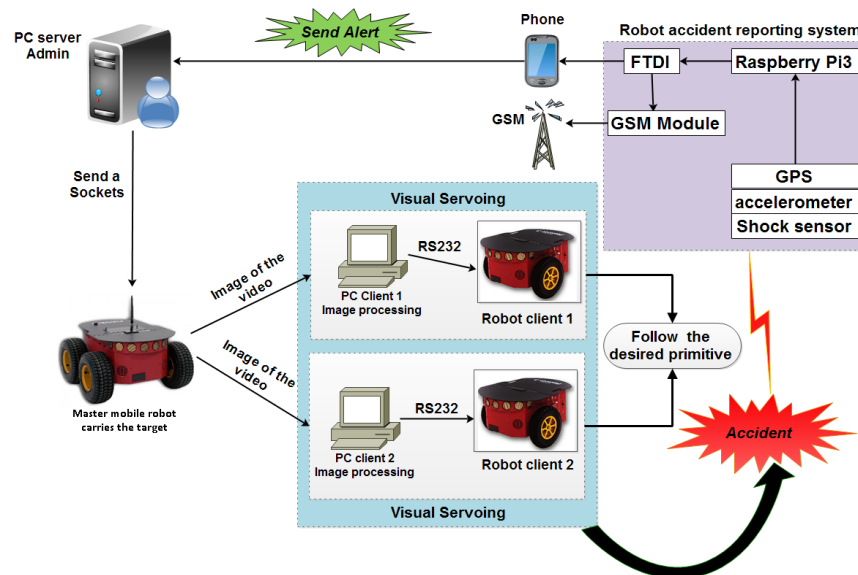 PC server
Admin
Send Alert
Phone
Robot accident reporting system
FTDI
Raspberry Pi3
GSM
GSM Module
GPS
accelerometer
Shock sensor
Send a
Sockets
Visual Servoing
Image of the
video
RS232
PC Client 1
Image processing
Robot client 1
Follow the
desired primitive
Master mobile robot
carries the target
Image of the
video
RS232
PC client 2
Image processing
Robot client 2
Accident
Visual Servoing